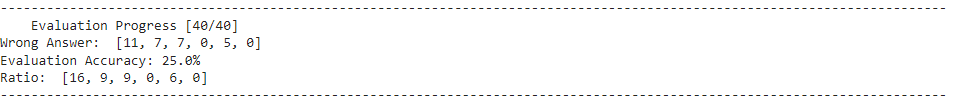 --------------------------------------------------------------------------------------------------------------------------
Evaluation Progress [40/40]
Wrong Answer:  [11, 7, 7, 0, 5, 0]
Evaluation Accuracy: 25.0%
Ratio:  [16, 9, 9, 0, 6, 0]
--------------------------------------------------------------------------------------------------------------------------